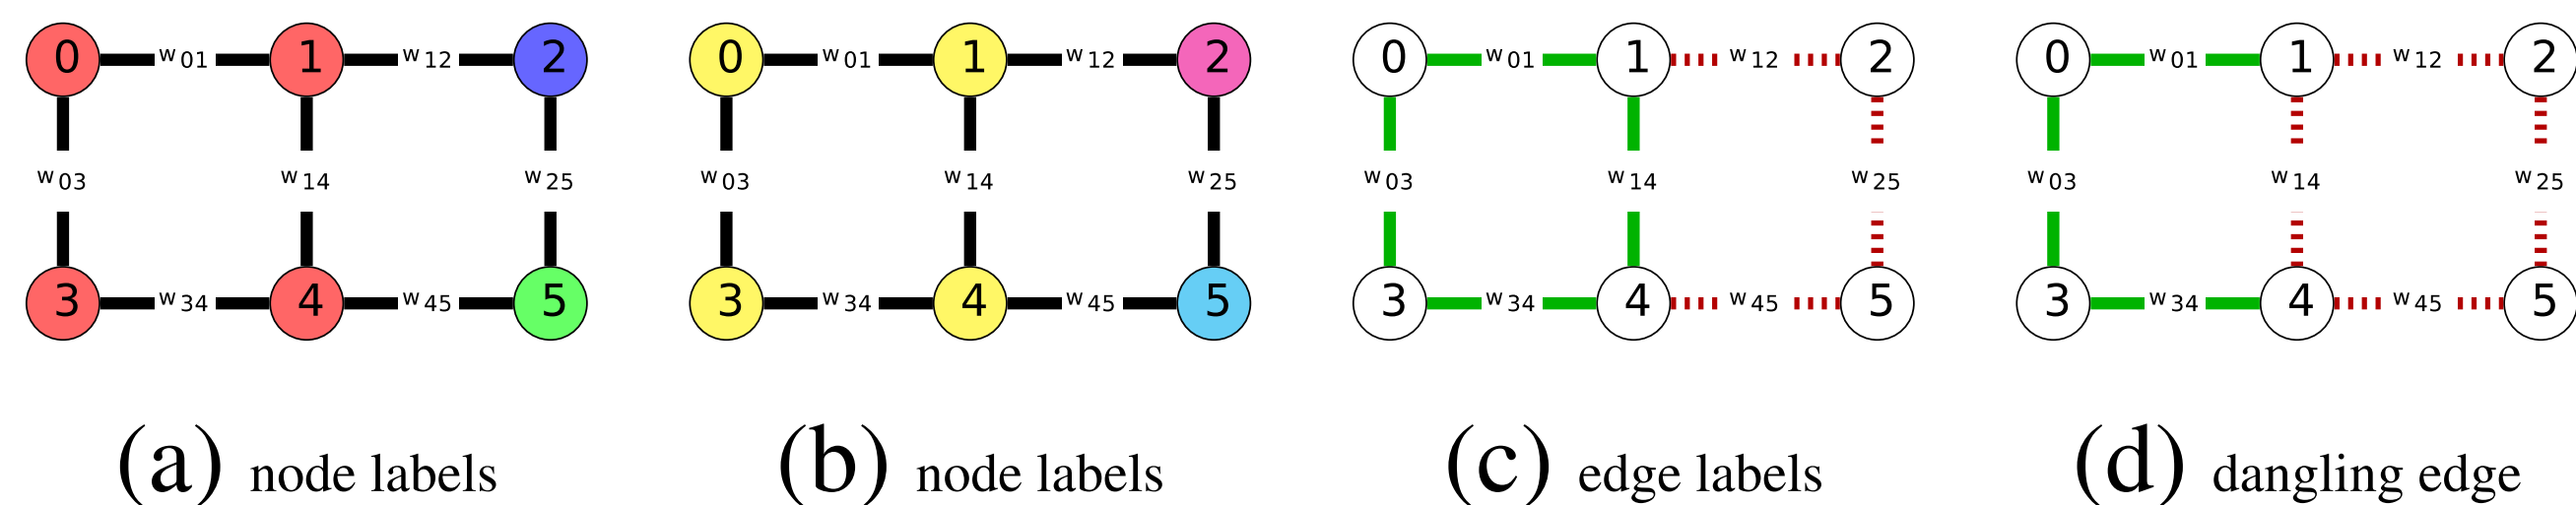 0 w01 1 w12 2 0 w01 1 w12 2 0 w01 1 w12 2 0 w01 1 w12 2
w03 w14 w25 w03 w14 w25 w03 w14 w25 w03 w14 w25
3 w34 4 w45 5 3 w34 4 w45 5 3 w34 4 w45 5 3 w34 4 w45 5
(a) node labels (b) node labels (c) edge labels (d) dangling edge